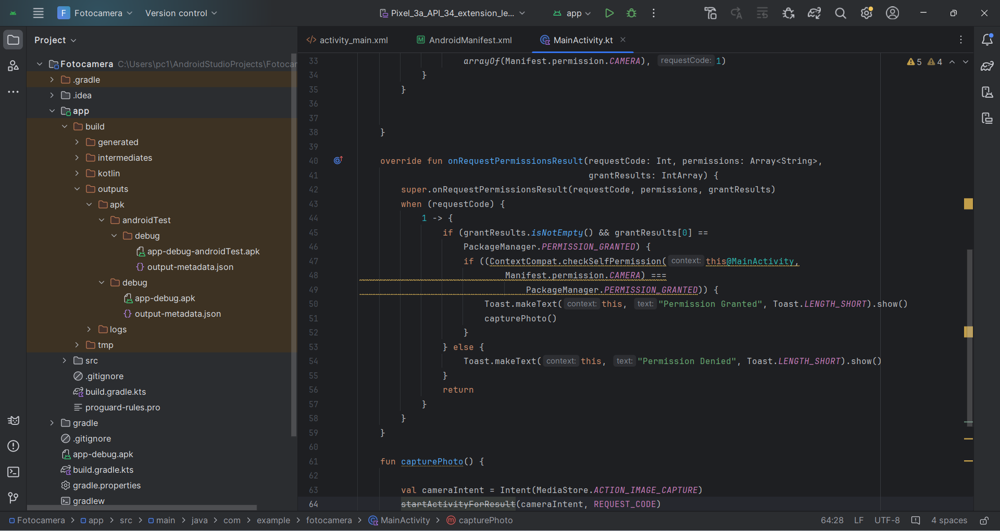 F Fotocamera Version control Pixel_3a_API_34_extension_le... app
Project
activity_main.xml AndroidManifest.xml MainActivity.kt
Fotocamera C:\Users\pc1\AndroidStudioProjects\Fotocar
.gradle
.idea
app
build
generated
intermediates
kotlin
outputs
apk
androidTest
debug
app-debug-androidTest.apk
output-metadata.json
debug
app-debug.apk
output-metadata.json
logs
tmp
src
.gitignore
build.gradle.kts
proguard-rules.pro
gradle
.gitignore
app-debug.apk
build.gradle.kts
gradle.properties
gradlew
5 4
33 arrayOf(Manifest.permission.CAMERA), requestCode: 1)
34 }
35 }
36
37
38 }
39
40 override fun onRequestPermissionsResult(requestCode: Int, permissions: Array<String>,
41 grantResults: IntArray) {
42 super.onRequestPermissionsResult(requestCode, permissions, grantResults)
43 when (requestCode) {
44 1 -> {
45 if (grantResults.isNotEmpty() && grantResults[0] ==
46 PackageManager.PERMISSION_GRANTED) {
47 if ((ContextCompat.checkSelfPermission( context: this@MainActivity,
48 Manifest.permission.CAMERA) ===
49 PackageManager.PERMISSION_GRANTED)) {
50 Toast.makeText( context: this, text: "Permission Granted", Toast.LENGTH_SHORT).show()
51 capturePhoto()
52 }
53 } else {
54 Toast.makeText( context: this, text: "Permission Denied", Toast.LENGTH_SHORT).show()
55 }
56 return
57 }
58 }
59 }
60
61 fun capturePhoto() {
62
63 val cameraIntent = Intent(MediaStore.ACTION_IMAGE_CAPTURE)
64 startActivityForResult(cameraIntent, REQUEST_CODE)
Fotocamera > app > src > main > java > com > example > fotocamera > MainActivity > m capturePhoto 64:28 LF UTF-8 4 spaces